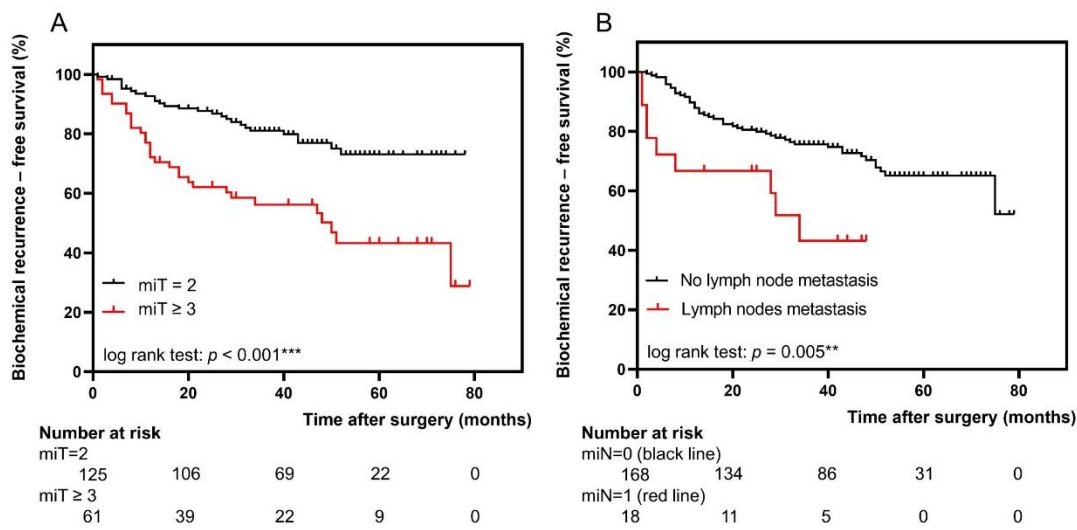 A
Biochemical recurrence – free survival (%)
100
80
60
40
20
0
miT = 2
miT ≥ 3
log rank test: p < 0.001***
0 20 40 60 80
Time after surgery (months)
Number at risk
miT=2
125 106 69 22 0
miT ≥ 3
61 39 22 9 0
B
Biochemical recurrence – free survival (%)
100
80
60
40
20
0
No lymph node metastasis
Lymph nodes metastasis
log rank test: p = 0.005**
0 20 40 60 80
Time after surgery (months)
Number at risk
miN=0 (black line)
168 134 86 31 0
miN=1 (red line)
18 11 5 0 0